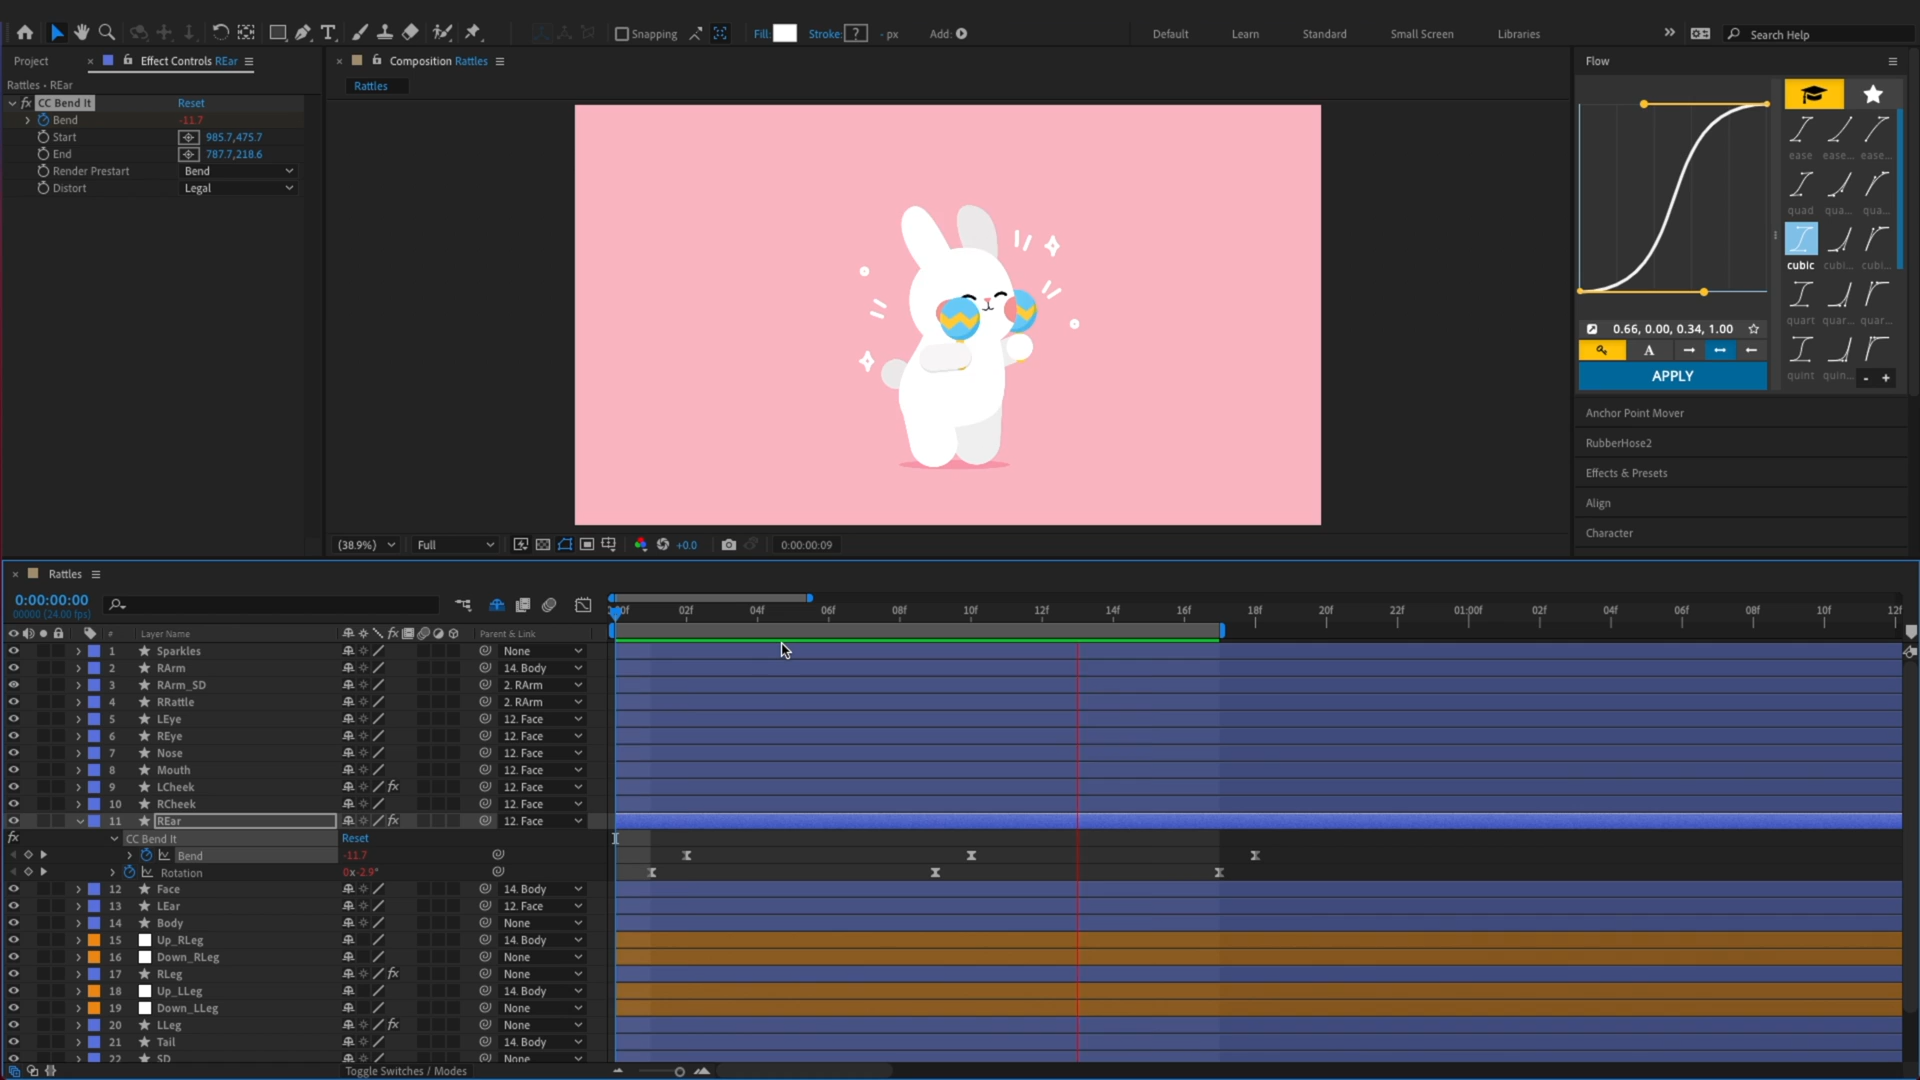 Snapping
Fill:
Stroke:
?
- px
Add:
Default
Learn
Standard
Small Screen
Libraries
Search Help
Project
Effect Controls REar
Composition Rattles
Flow
Rattles • REar
Rattles
fx CC Bend It
Reset
Bend
-11.7
Start
985.7,475.7
End
787.7,218.6
Render Prestart
Bend
Distort
Legal
ease
ease...
ease...
quad
qua...
qua...
cubic
cubi...
cubi...
quart
quar...
quar...
quint
quin...
0.66, 0.00, 0.34, 1.00
A
APPLY
Anchor Point Mover
RubberHose2
Effects & Presets
Align
Character
(38.9%)
Full
+0.0
0:00:00:09
Rattles
0:00:00:00
00000 (24.00 fps)
02f
04f
06f
08f
10f
12f
14f
16f
18f
20f
22f
01:00f
02f
04f
06f
08f
10f
12f
#
Layer Name
fx
Parent & Link
1 Sparkles None
2 RArm 14. Body
3 RArm_SD 2. RArm
4 RRattle 2. RArm
5 LEye 12. Face
6 REye 12. Face
7 Nose 12. Face
8 Mouth 12. Face
9 LCheek fx 12. Face
10 RCheek 12. Face
11 REar fx 12. Face
fx CC Bend It Reset
Bend -11.7
Rotation 0x-2.9°
12 Face 14. Body
13 LEar 12. Face
14 Body None
15 Up_RLeg 14. Body
16 Down_RLeg None
17 RLeg fx None
18 Up_LLeg 14. Body
19 Down_LLeg None
20 LLeg fx None
21 Tail 14. Body
22 SD None
Toggle Switches / Modes